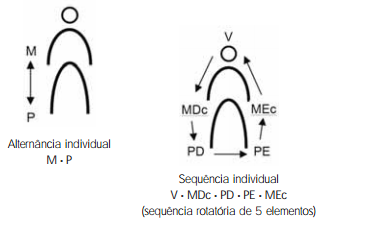 M
P
Alternância individual
M • P
V
MDc
MEc
PD
PE
Sequência individual
V • MDc • PD • PE • MEc
(sequência rotatória de 5 elementos)